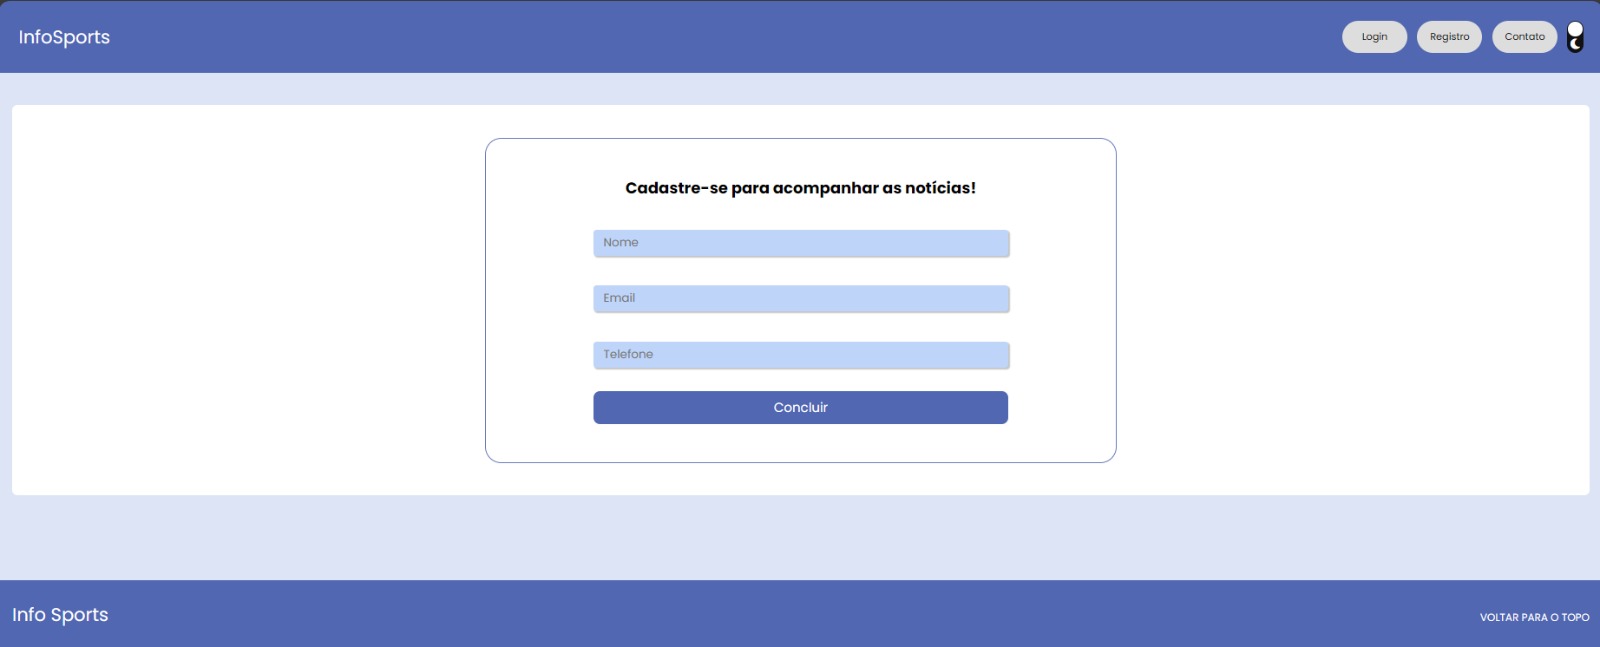 InfoSports
Login
Registro
Contato
Cadastre-se para acompanhar as notícias!
Nome
Email
Telefone
Concluir
Info Sports
VOLTAR PARA O TOPO